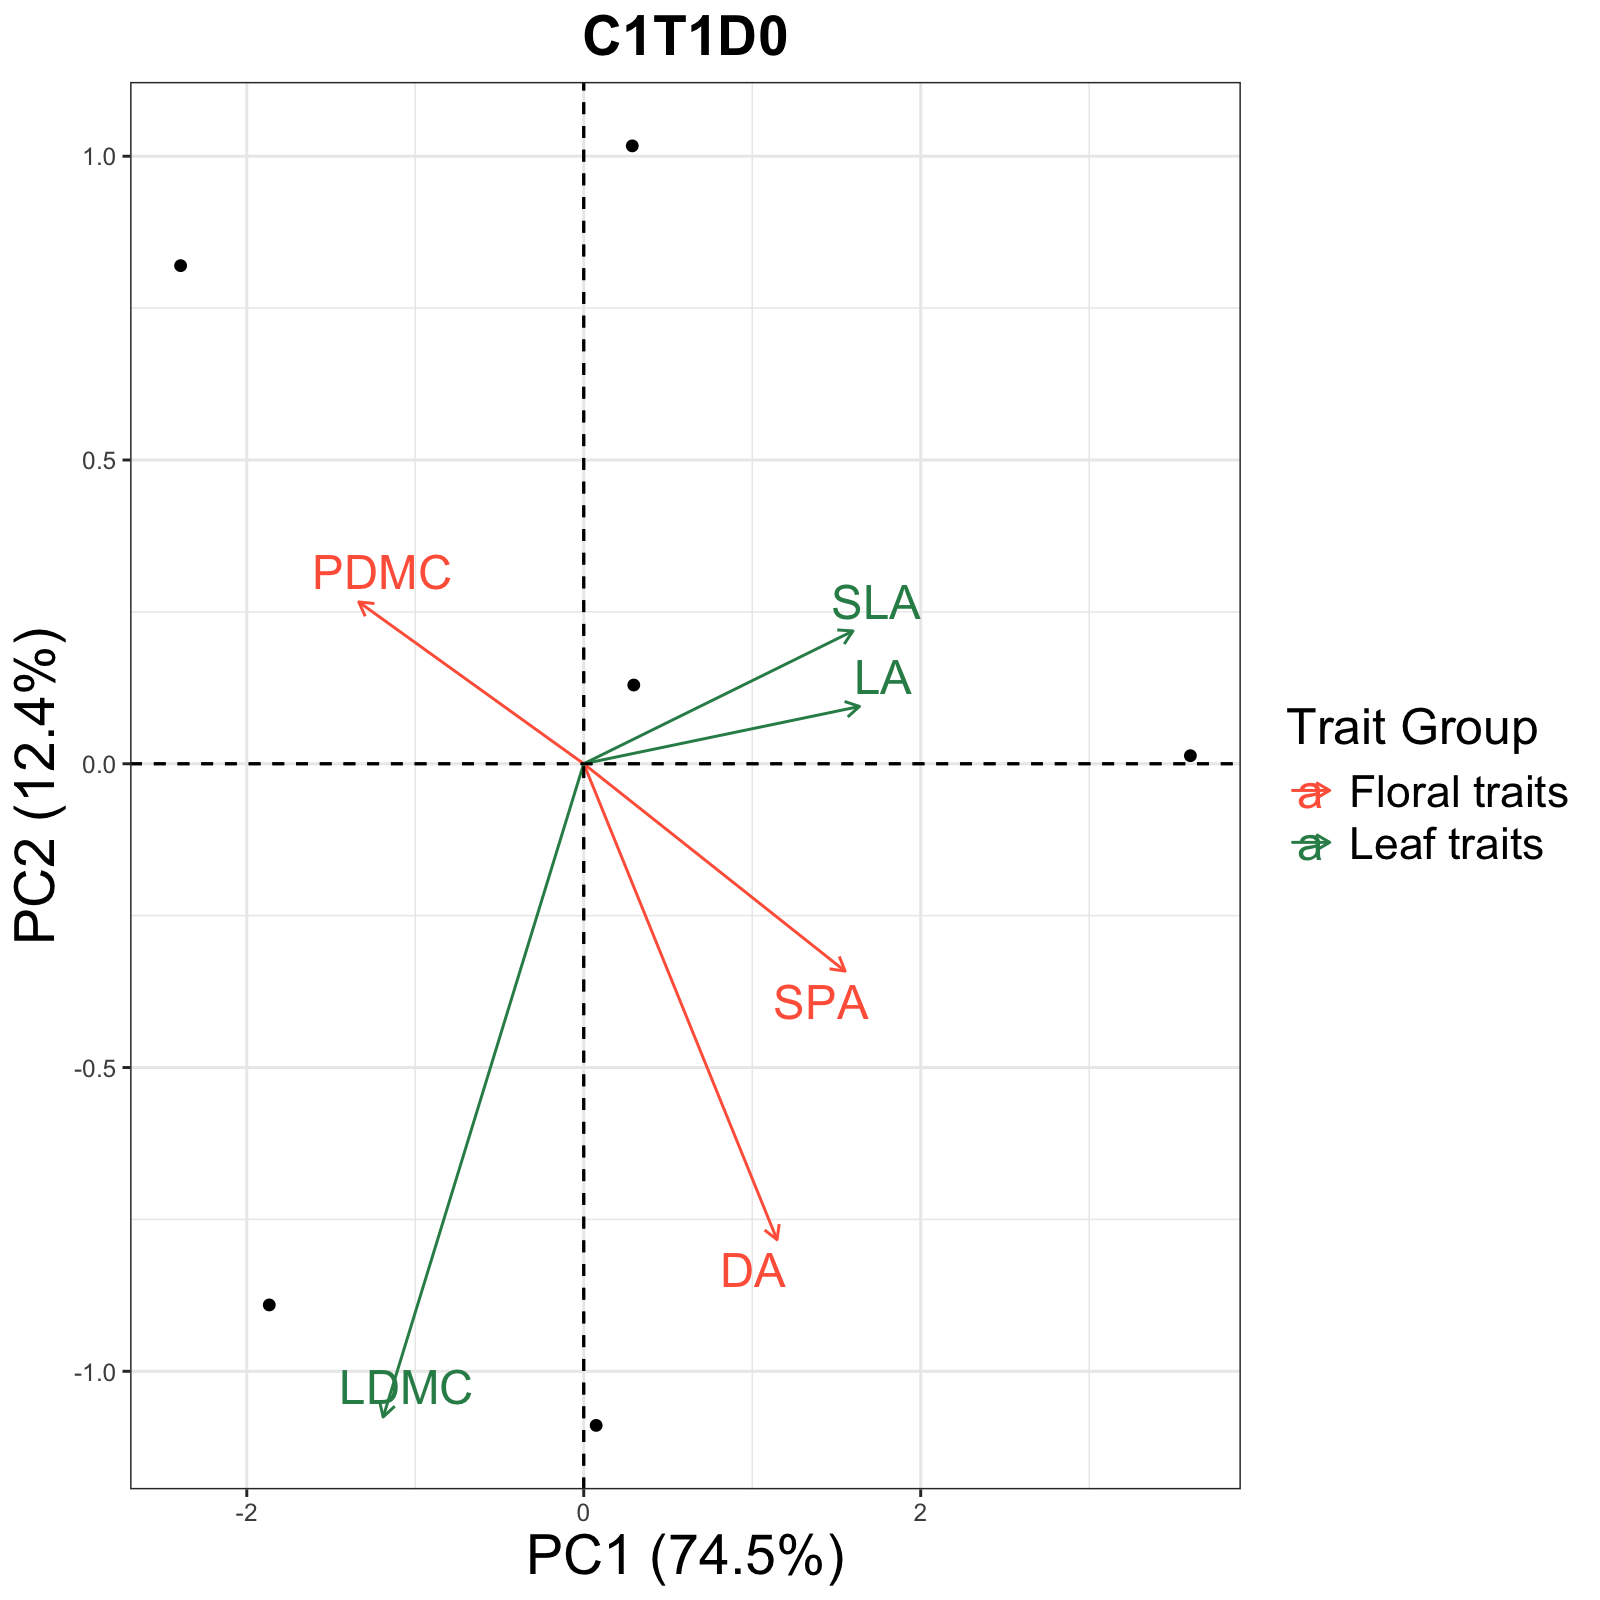 C1T1D0
1.0
0.5
0.0
-0.5
-1.0
PC2 (12.4%)
PDMC
SLA
LA
SPA
DA
LDMC
-2
0
2
PC1 (74.5%)
Trait Group
a Floral traits
a Leaf traits